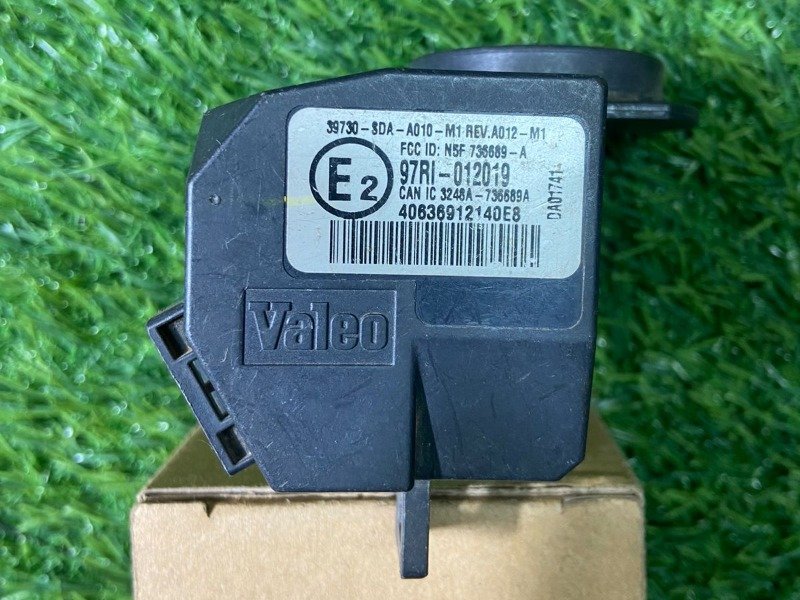 39730-SDA-A010-M1 REV.A012-M1
FCC ID: N5F 736689-A
E2
97RI-012019
CAN IC 3248A-736689A
40636912140E8
DA01741
Valeo